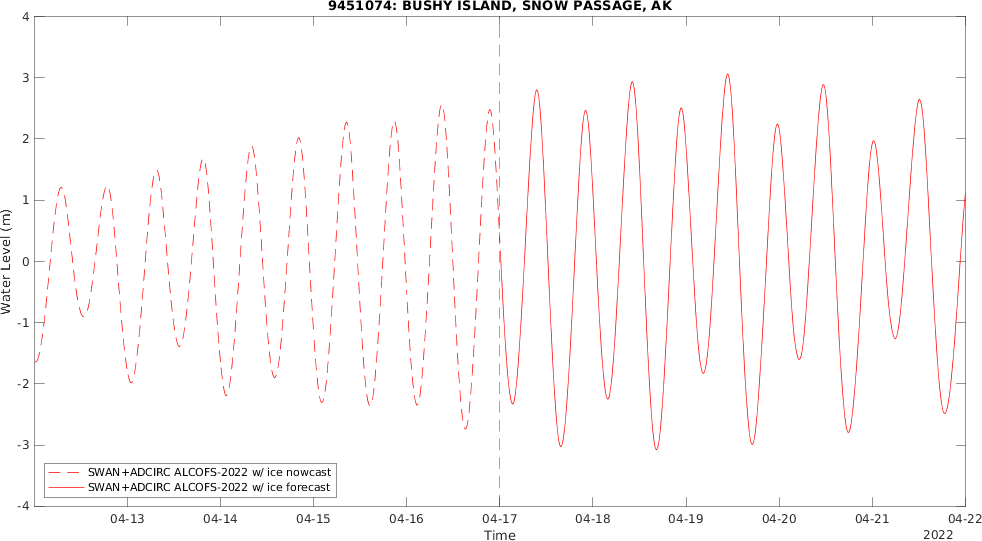 9451074: BUSHY ISLAND, SNOW PASSAGE, AK
4
3
2
1
0
-1
-2
-3
-4
Water Level (m)
SWAN+ADCIRC ALCOFS-2022 w/ ice nowcast
SWAN+ADCIRC ALCOFS-2022 w/ ice forecast
04-13 04-14 04-15 04-16 04-17 04-18 04-19 04-20 04-21 04-22
Time
2022